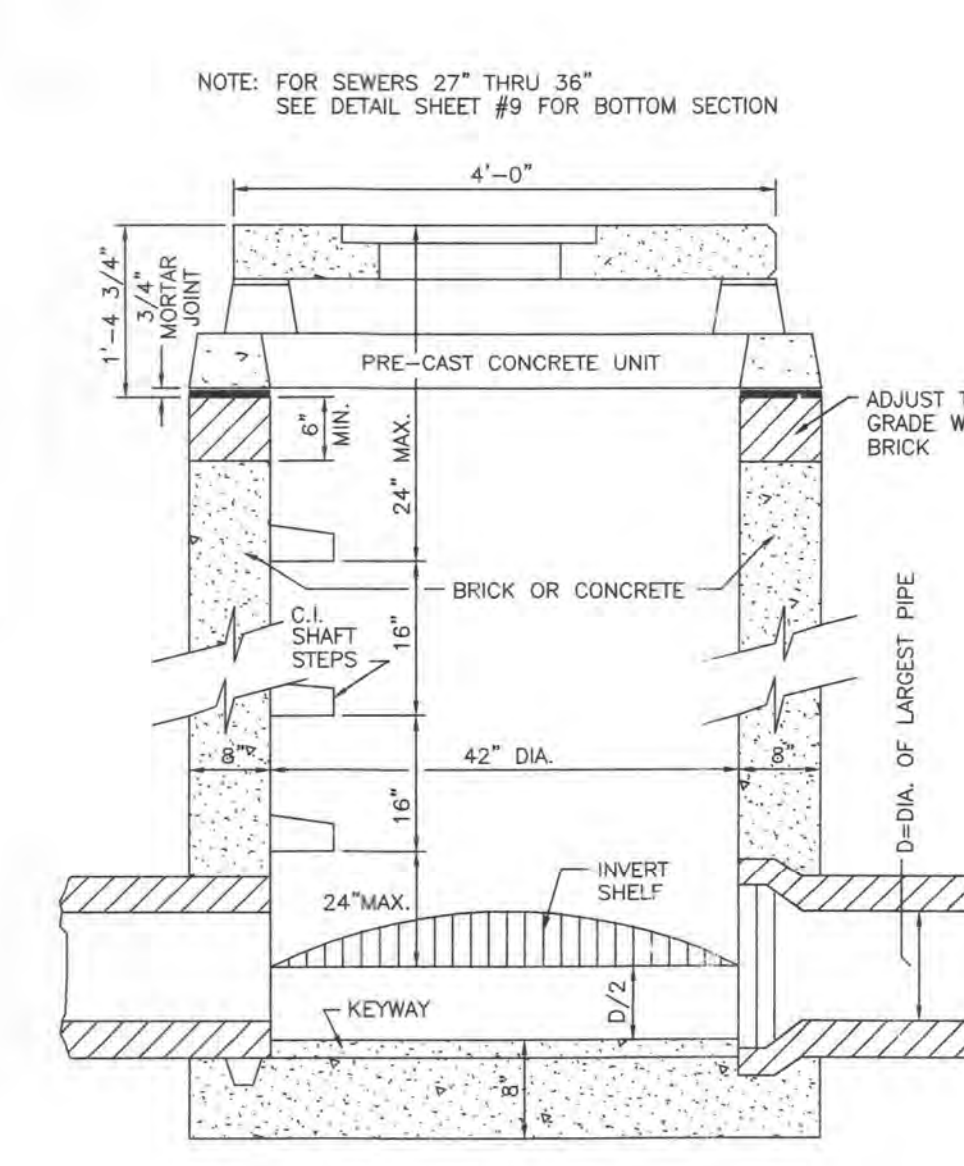 NOTE: FOR SEWERS 27" THRU 36"
SEE DETAIL SHEET #9 FOR BOTTOM SECTION
4'-0"
1'-4 3/4"
3/4"
MORTAR
JOINT
PRE-CAST CONCRETE UNIT
6"
MIN.
24" MAX.
ADJUST T
GRADE W
BRICK
BRICK OR CONCRETE
C.I.
SHAFT
STEPS
16"
D=DIA. OF LARGEST PIPE
8"
42" DIA.
8"
16"
INVERT
SHELF
24"MAX.
D/2
KEYWAY
8"